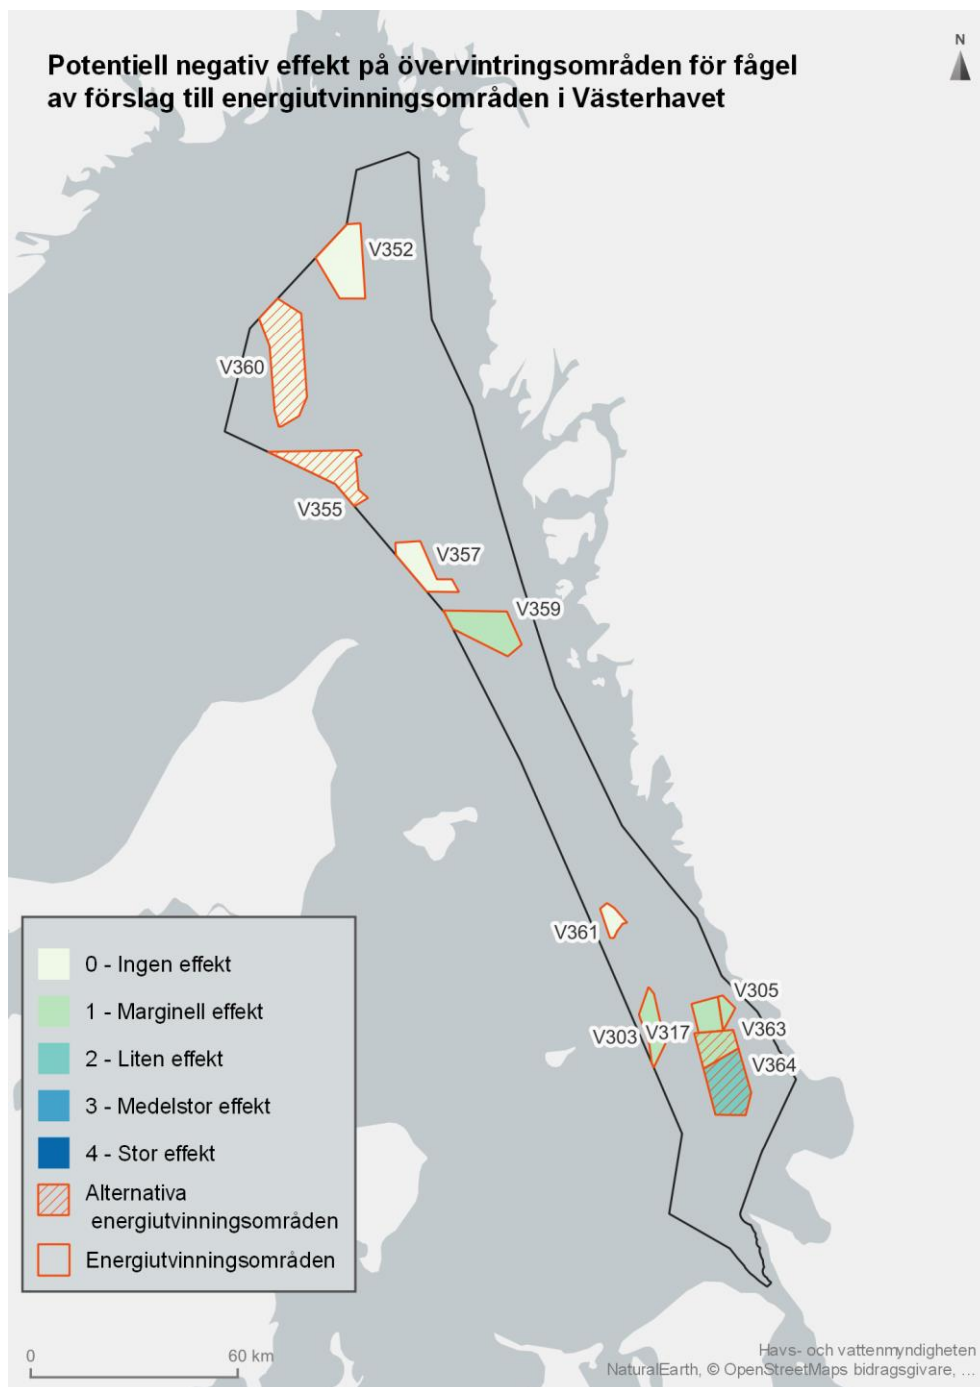 Potentiell negativ effekt på övervintringsområden för fågel
av förslag till energiutvinningsområden i Västerhavet
N
V352
V360
V355
V357
V359
V361
V305
V303
V317
V363
V364
0 - Ingen effekt
1 - Marginell effekt
2 - Liten effekt
3 - Medelstor effekt
4 - Stor effekt
Alternativa
energiutvinningsområden
Energiutvinningsområden
0
60 km
Havs- och vattenmyndigheten
NaturalEarth, © OpenStreetMaps bidragsgivare, ...